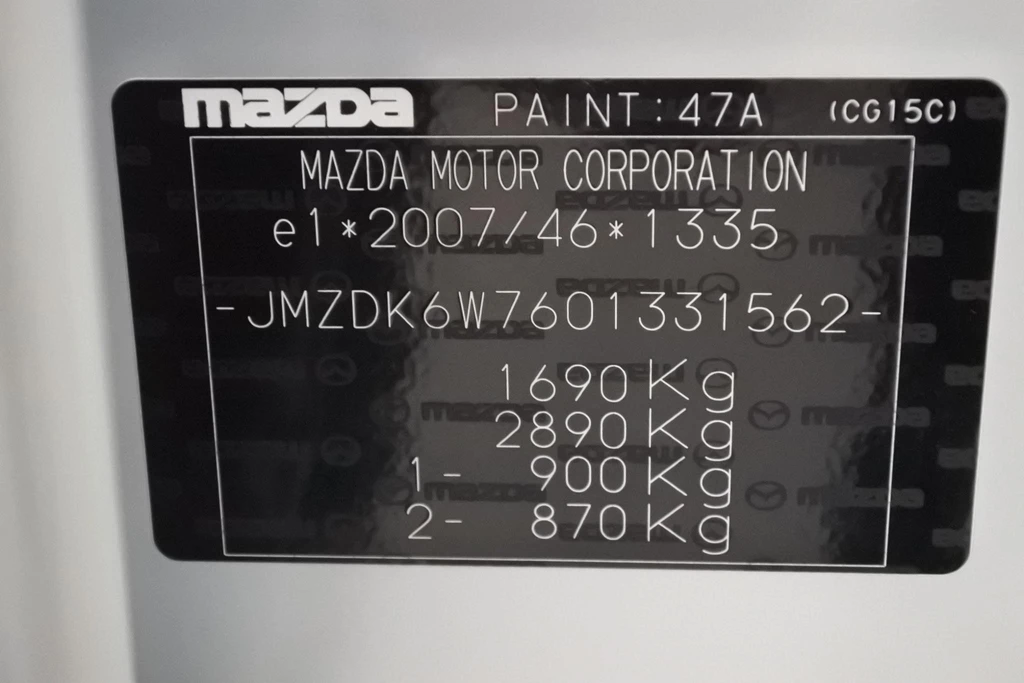 mazda PAINT: 47A (CG15C)
MAZDA MOTOR CORPORATION
e1*2007/46*1335
-JMZDK6W7601331562-
1690Kg
2890Kg
1- 900Kg
2- 870Kg